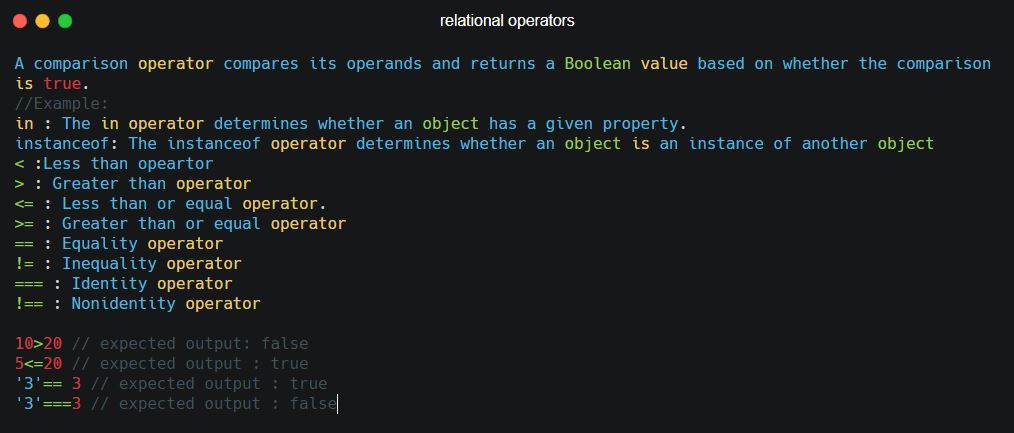 relational operators
A comparison operator compares its operands and returns a Boolean value based on whether the comparison
is true.
//Example:
in : The in operator determines whether an object has a given property.
instanceof: The instanceof operator determines whether an object is an instance of another object
< :Less than opeartor
> : Greater than operator
<= : Less than or equal operator.
>= : Greater than or equal operator
== : Equality operator
!= : Inequality operator
=== : Identity operator
!== : Nonidentity operator
10>20 // expected output: false
5<=20 // expected output : true
'3'== 3 // expected output : true
'3'===3 // expected output : false